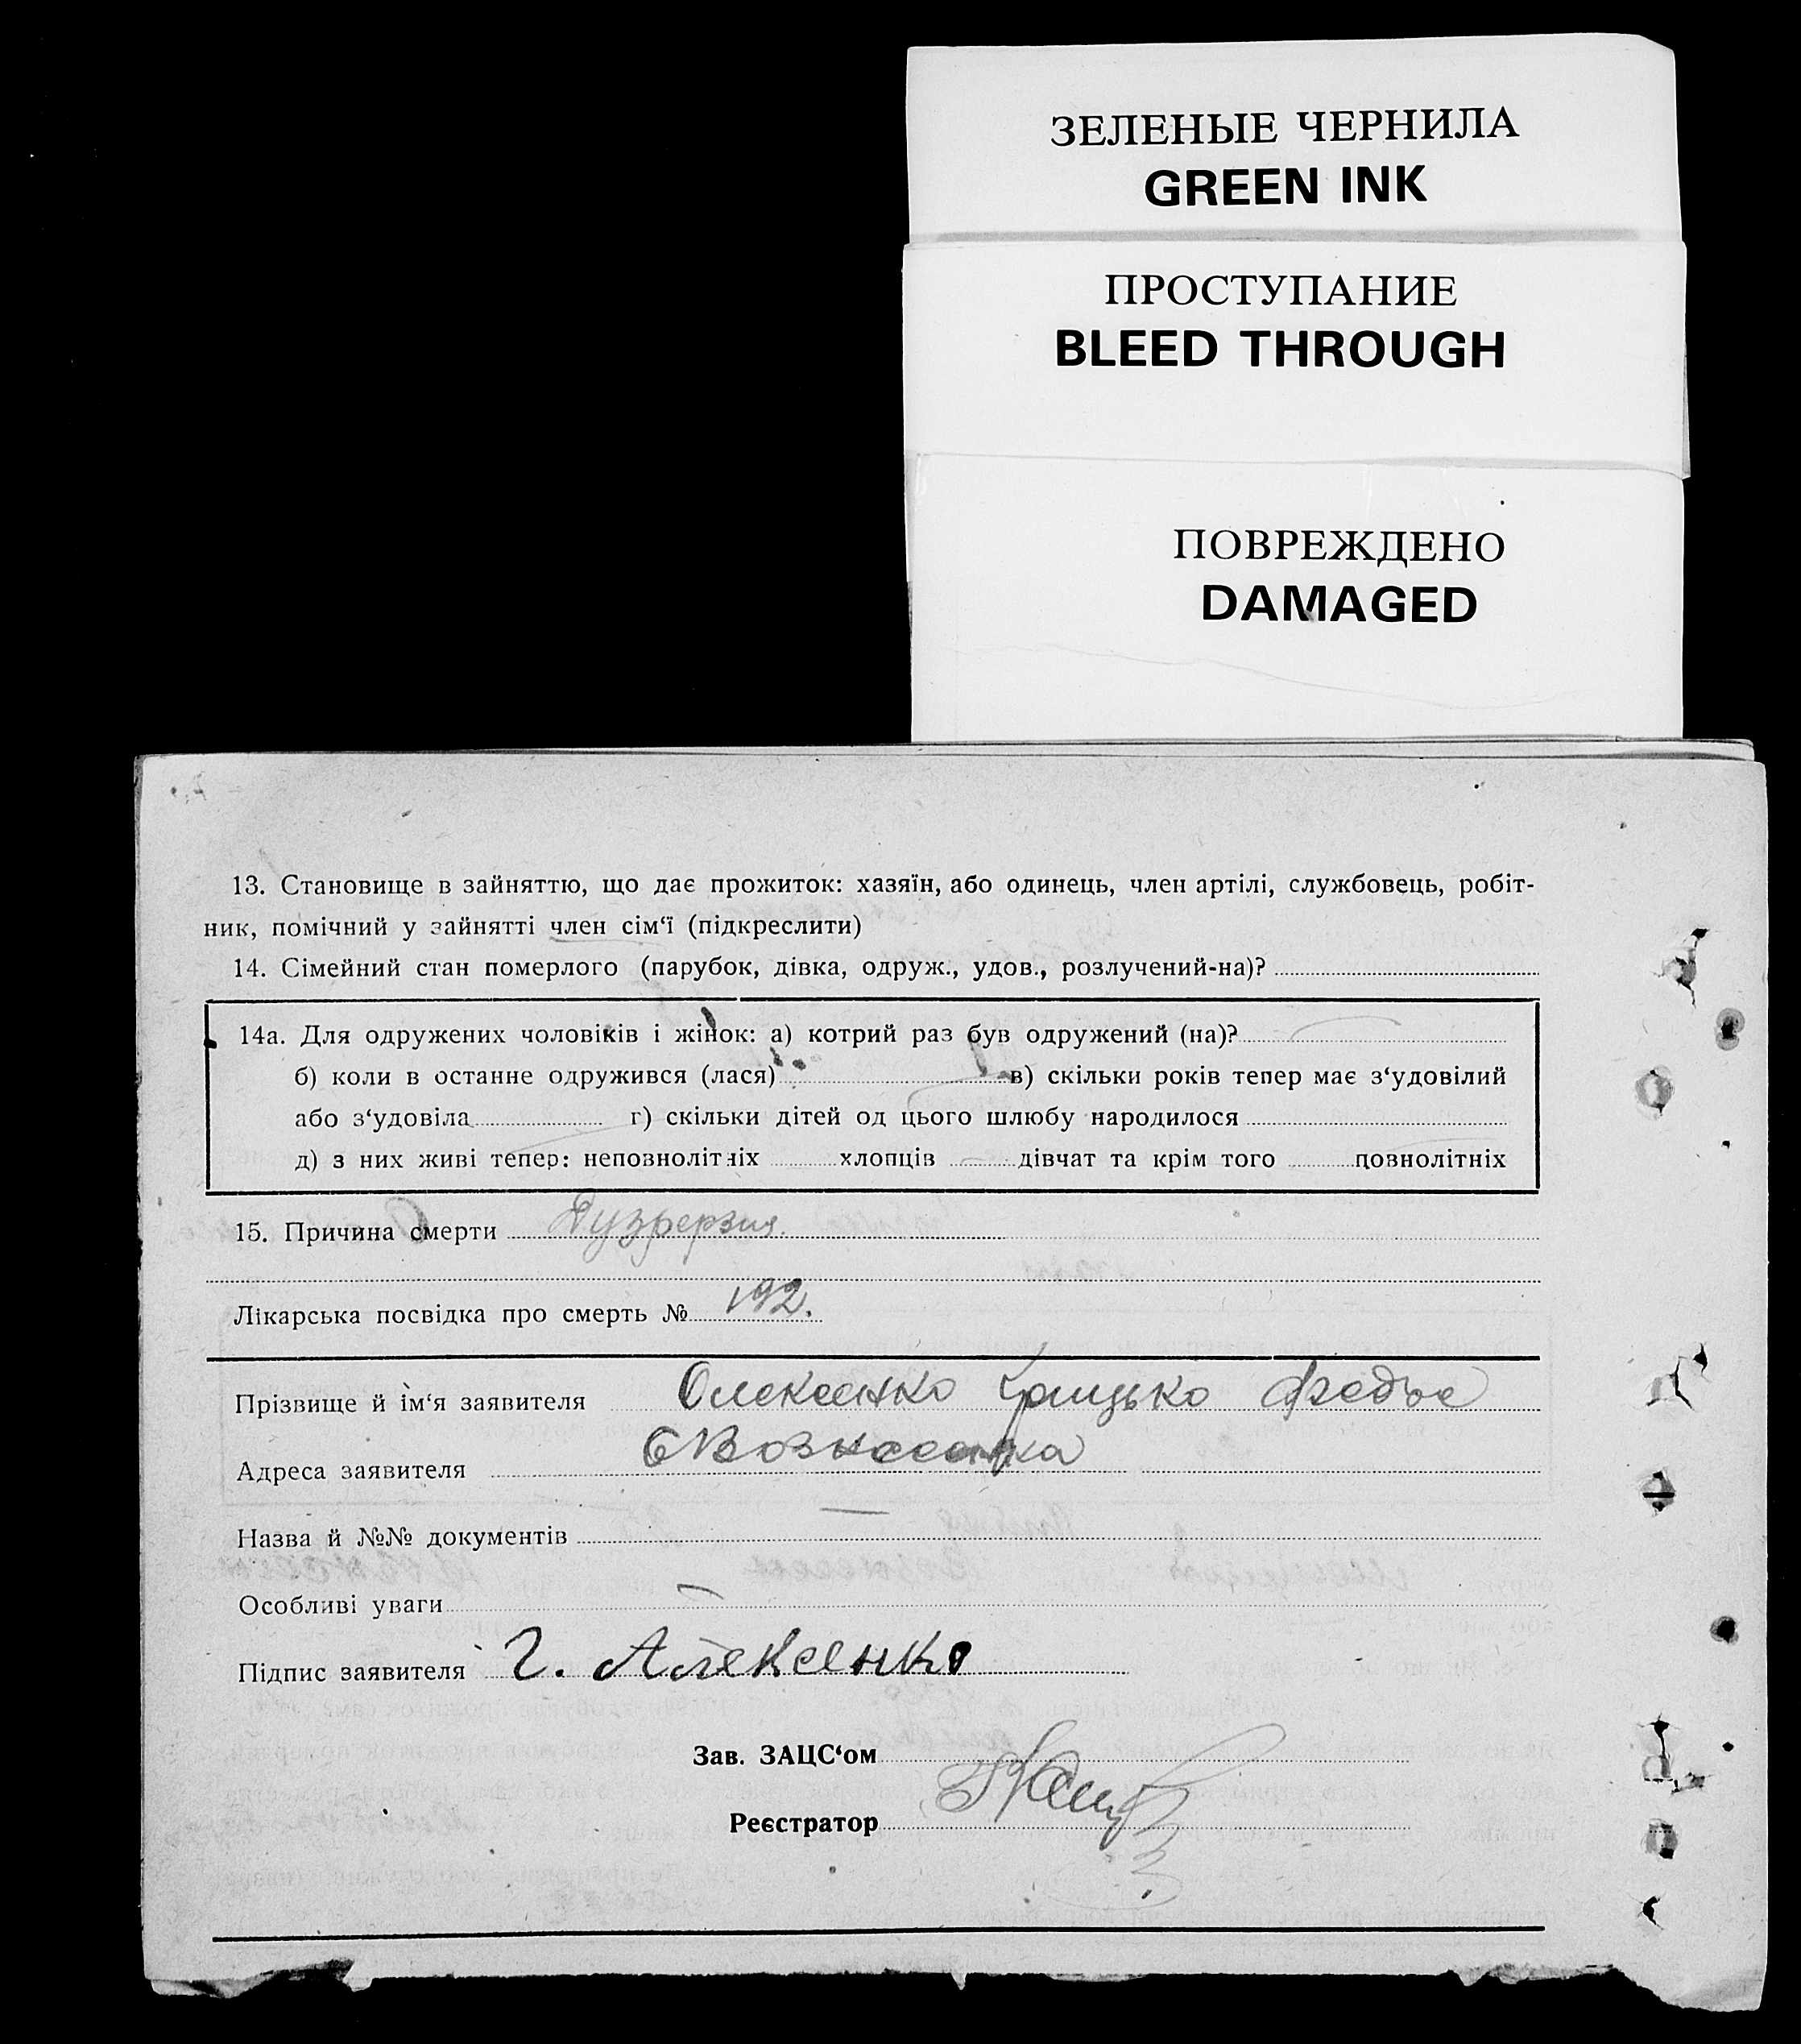 ЗЕЛЕНЫЕ ЧЕРНИЛА
GREEN INK
ПРОСТУПАНИЕ
BLEED THROUGH
ПОВРЕЖДЕНО
DAMAGED
13. Становище в зайняттю, що дає прожиток: хазяїн, або одинець, член артілі, службовець, робіт-
ник, помічний у зайнятті член сім‘ї (підкреслити)
14. Сімейний стан померлого (парубок, дівка, одруж., удов., розлучений-на)?
14а. Для одружених чоловіків і жінок: а) котрий раз був одружений (на)?
б) коли в останне одружився (лася) в) скільки років тепер має з‘удовілий
або з‘удовіла г) скільки дітей од цього шлюбу народилося
д) з них живі тепер: неповнолітніх хлопців дівчат та крім того повнолітніх
15. Причина смерти
Лікарська посвідка про смерть № 192.
Прізвище й ім‘я заявителя Олексенко Грицько
Адреса заявителя
Назва й №№ документів —
Особливі уваги —
Підпис заявителя Г. Алексенко
Зав. ЗАЦС‘ом
Реєстратор